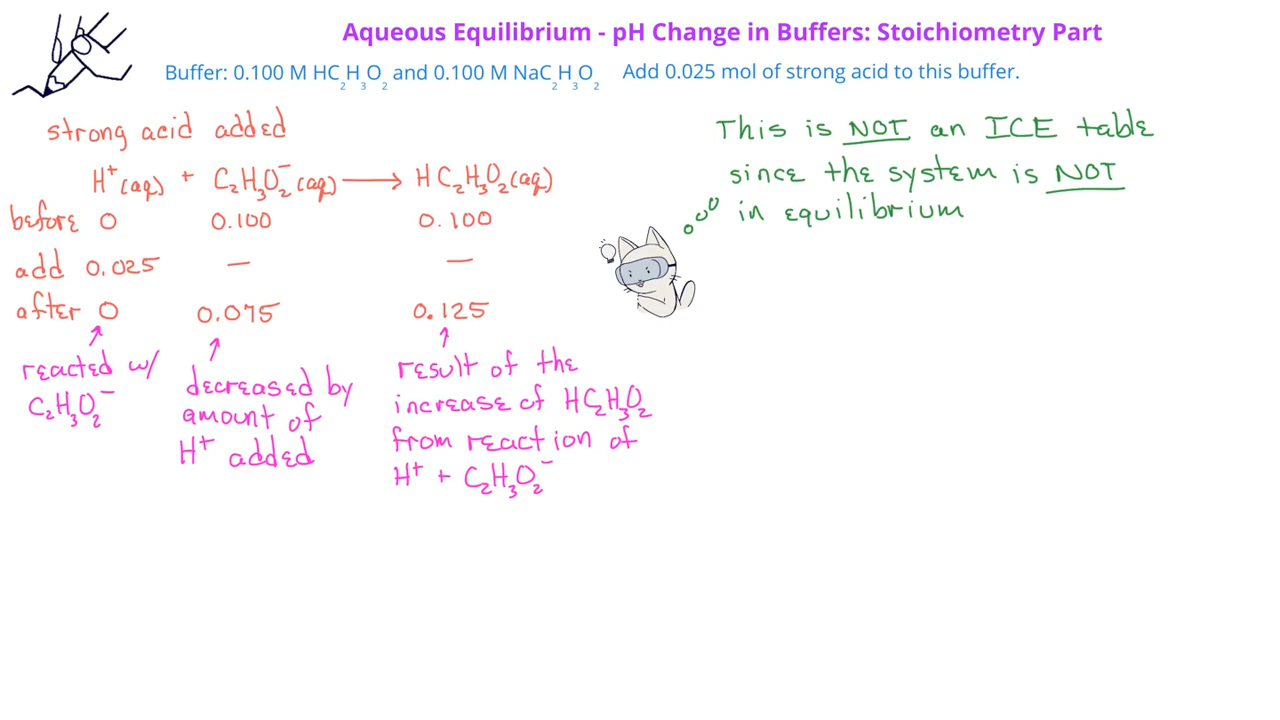 Aqueous Equilibrium - pH Change in Buffers: Stoichiometry Part
Buffer: 0.100 M HC₂H₃O₂ and 0.100 M NaC₂H₃O₂ Add 0.025 mol of strong acid to this buffer.
strong acid added
H⁺(aq) + C₂H₃O₂⁻(aq) ⟶ HC₂H₃O₂(aq)
before 0 0.100 0.100
add 0.025 — —
after 0 0.075 0.125
reacted w/
C₂H₃O₂⁻
decreased by
amount of
H⁺ added
result of the
increase of HC₂H₃O₂
from reaction of
H⁺ + C₂H₃O₂⁻
This is NOT an ICE table
since the system is NOT
in equilibrium